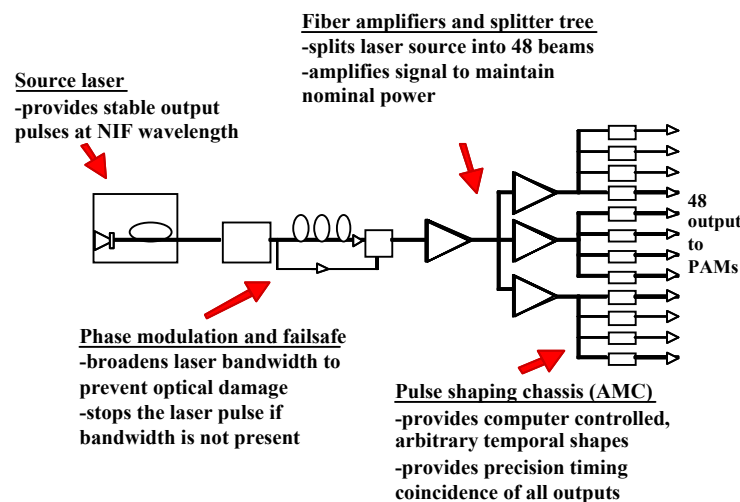 Fiber amplifiers and splitter tree
-splits laser source into 48 beams
-amplifies signal to maintain
nominal power
Source laser
-provides stable output
pulses at NIF wavelength
48
output
to
PAMs
Phase modulation and failsafe
-broadens laser bandwidth to
prevent optical damage
-stops the laser pulse if
bandwidth is not present
Pulse shaping chassis (AMC)
-provides computer controlled,
arbitrary temporal shapes
-provides precision timing
coincidence of all outputs